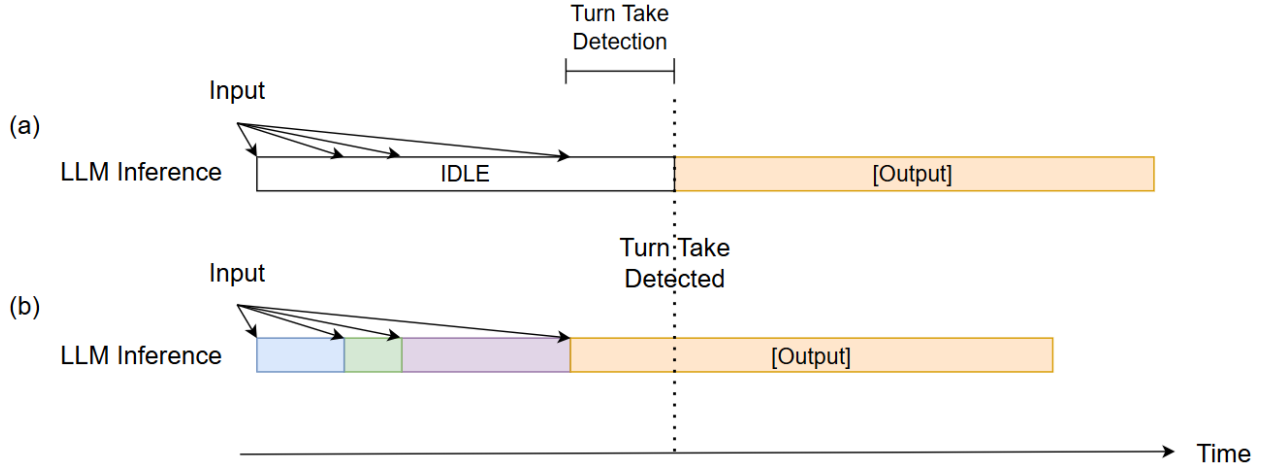 Turn Take
Detection
Input
(a)
LLM Inference
IDLE
[Output]
Turn Take
Detected
Input
(b)
LLM Inference
[Output]
Time